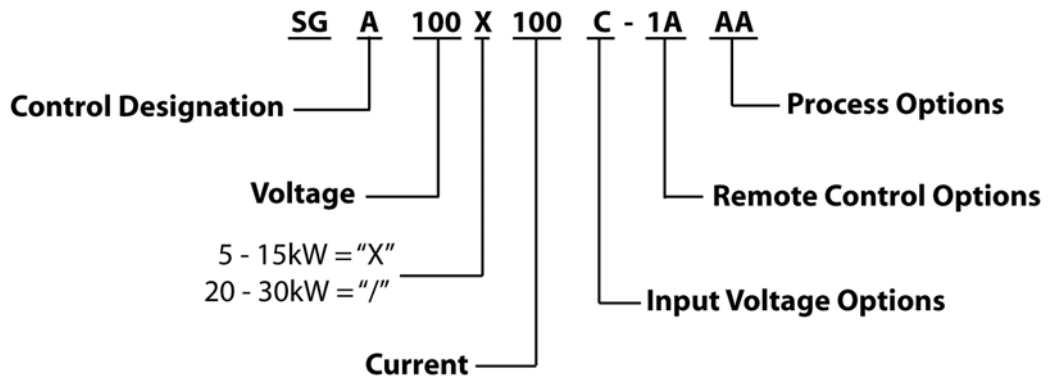 SG A 100 X 100 C - 1A AA
Control Designation
Process Options
Voltage
Remote Control Options
5 - 15kW = “X”
20 - 30kW = “/”
Input Voltage Options
Current